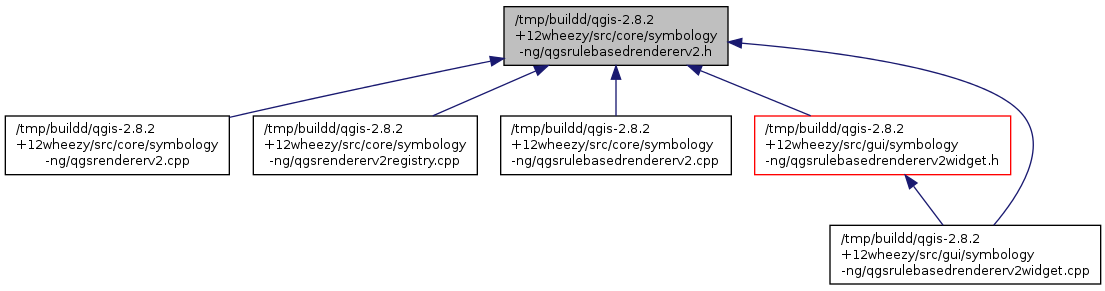 /tmp/buildd/qgis-2.8.2
+12wheezy/src/core/symbology
-ng/qgsrulebasedrendererv2.h
/tmp/buildd/qgis-2.8.2
+12wheezy/src/core/symbology
-ng/qgsrendererv2.cpp
/tmp/buildd/qgis-2.8.2
+12wheezy/src/core/symbology
-ng/qgsrendererv2registry.cpp
/tmp/buildd/qgis-2.8.2
+12wheezy/src/core/symbology
-ng/qgsrulebasedrendererv2.cpp
/tmp/buildd/qgis-2.8.2
+12wheezy/src/gui/symbology
-ng/qgsrulebasedrendererv2widget.h
/tmp/buildd/qgis-2.8.2
+12wheezy/src/gui/symbology
-ng/qgsrulebasedrendererv2widget.cpp